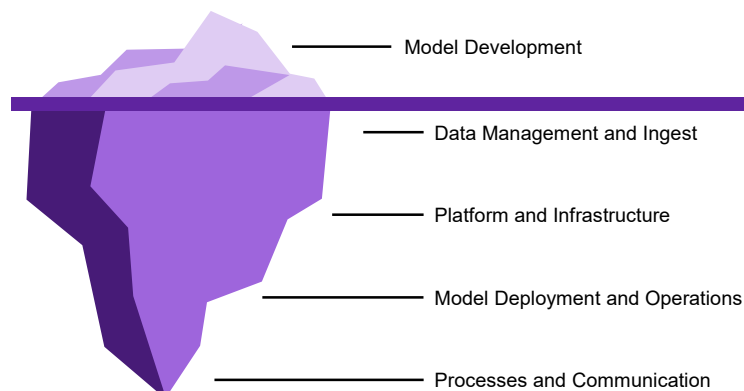 Model Development
Data Management and Ingest
Platform and Infrastructure
Model Deployment and Operations
Processes and Communication